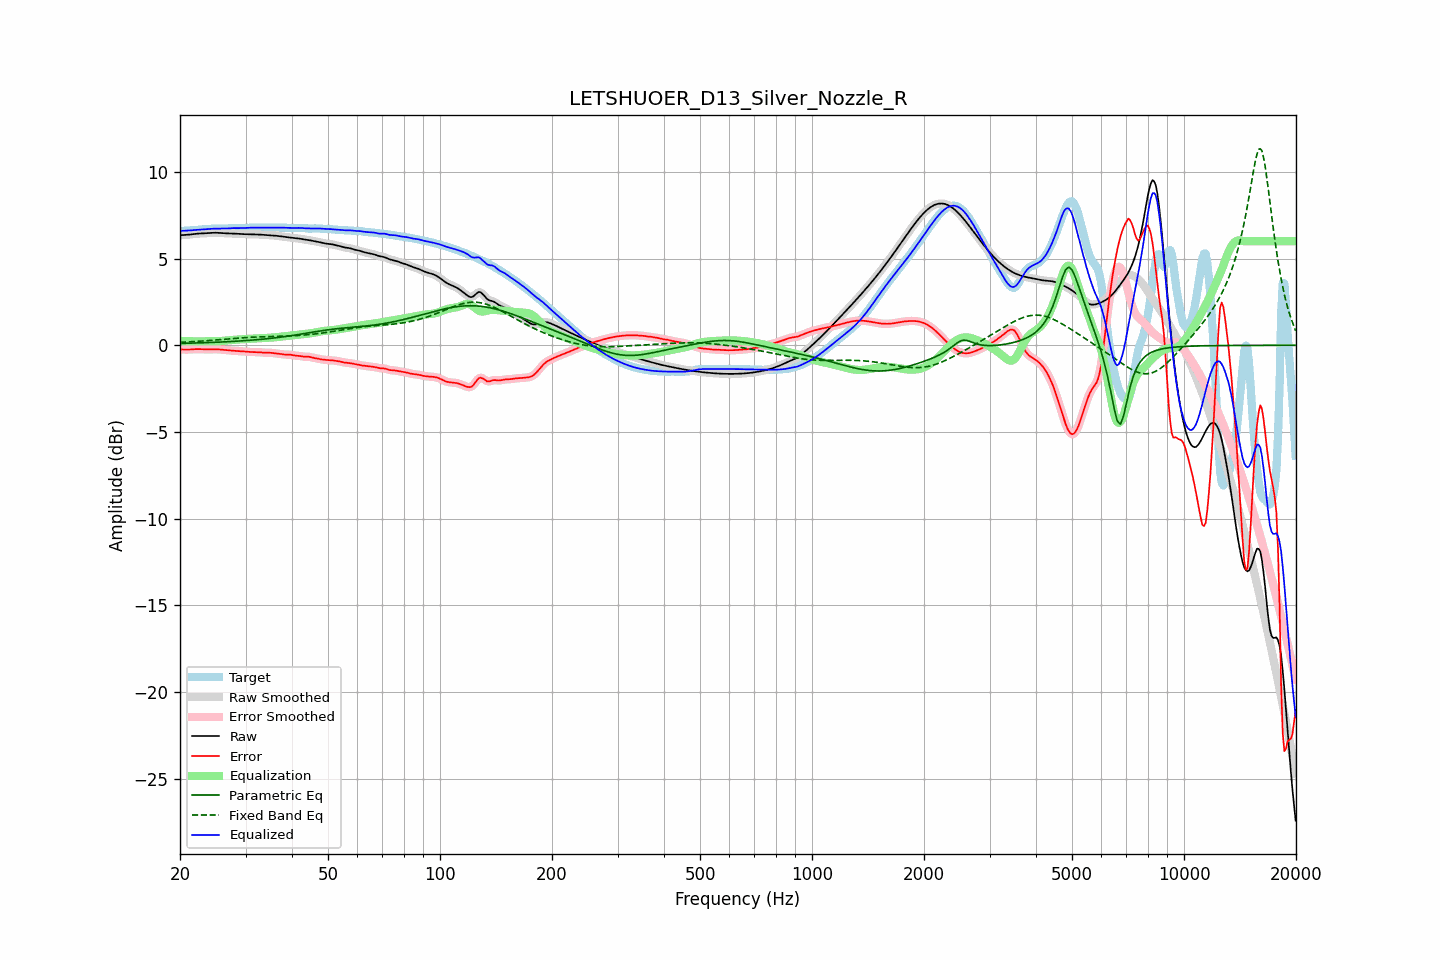 LETSHUOER_D13_Silver_Nozzle_R
10
5
0
−5
−10
−15
−20
−25
Amplitude (dBr)
Target
Raw Smoothed
Error Smoothed
Raw
Error
Equalization
Parametric Eq
Fixed Band Eq
Equalized
20 50 100 200 500 1000 2000 5000 10000 20000
Frequency (Hz)